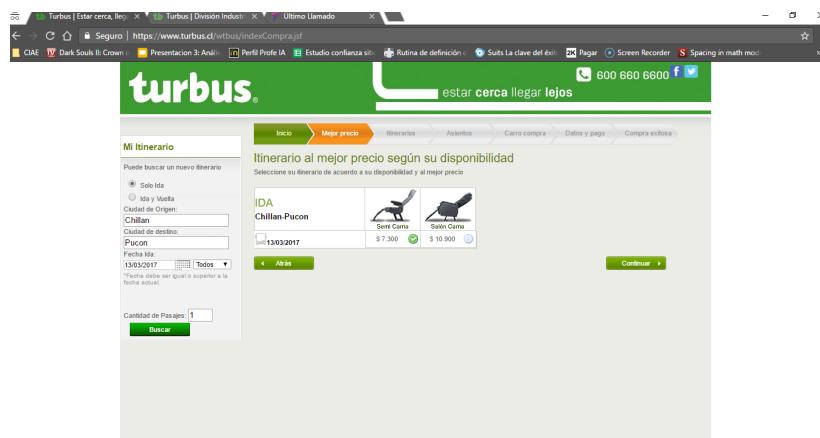 Turbus | Estar cerca, lleg
Turbus | División Industri
Ultimo Llamado
Seguro
https://www.turbus.cl/wtbus/indexCompra.jsf
CIAE
Dark Souls II: Crown o
Presentacion 3: Anális
Perfil Profe IA
Estudio confianza sitio
Rutina de definición o
Suits La clave del éxit
Pagar
Screen Recorder
Spacing in math mod
turbus®
600 660 6600
estar cerca llegar lejos
Inicio
Mejor precio
Itinerarios
Asientos
Carro compra
Datos y pago
Compra exitosa
Mi Itinerario
Puede buscar un nuevo itinerario
Solo Ida
Ida y Vuelta
Ciudad de Origen:
Chillan
Ciudad de destino:
Pucon
Fecha Ida:
13/03/2017
Todos
*Fecha debe ser igual o superior a la
fecha actual.
Cantidad de Pasajes: 1
Buscar
Itinerario al mejor precio según su disponibilidad
Seleccione su itinerario de acuerdo a su disponibilidad y al mejor precio
IDA
Chillan-Pucon
Semi Cama
Salón Cama
13/03/2017
$ 7.300
$ 10.900
Atrás
Continuar